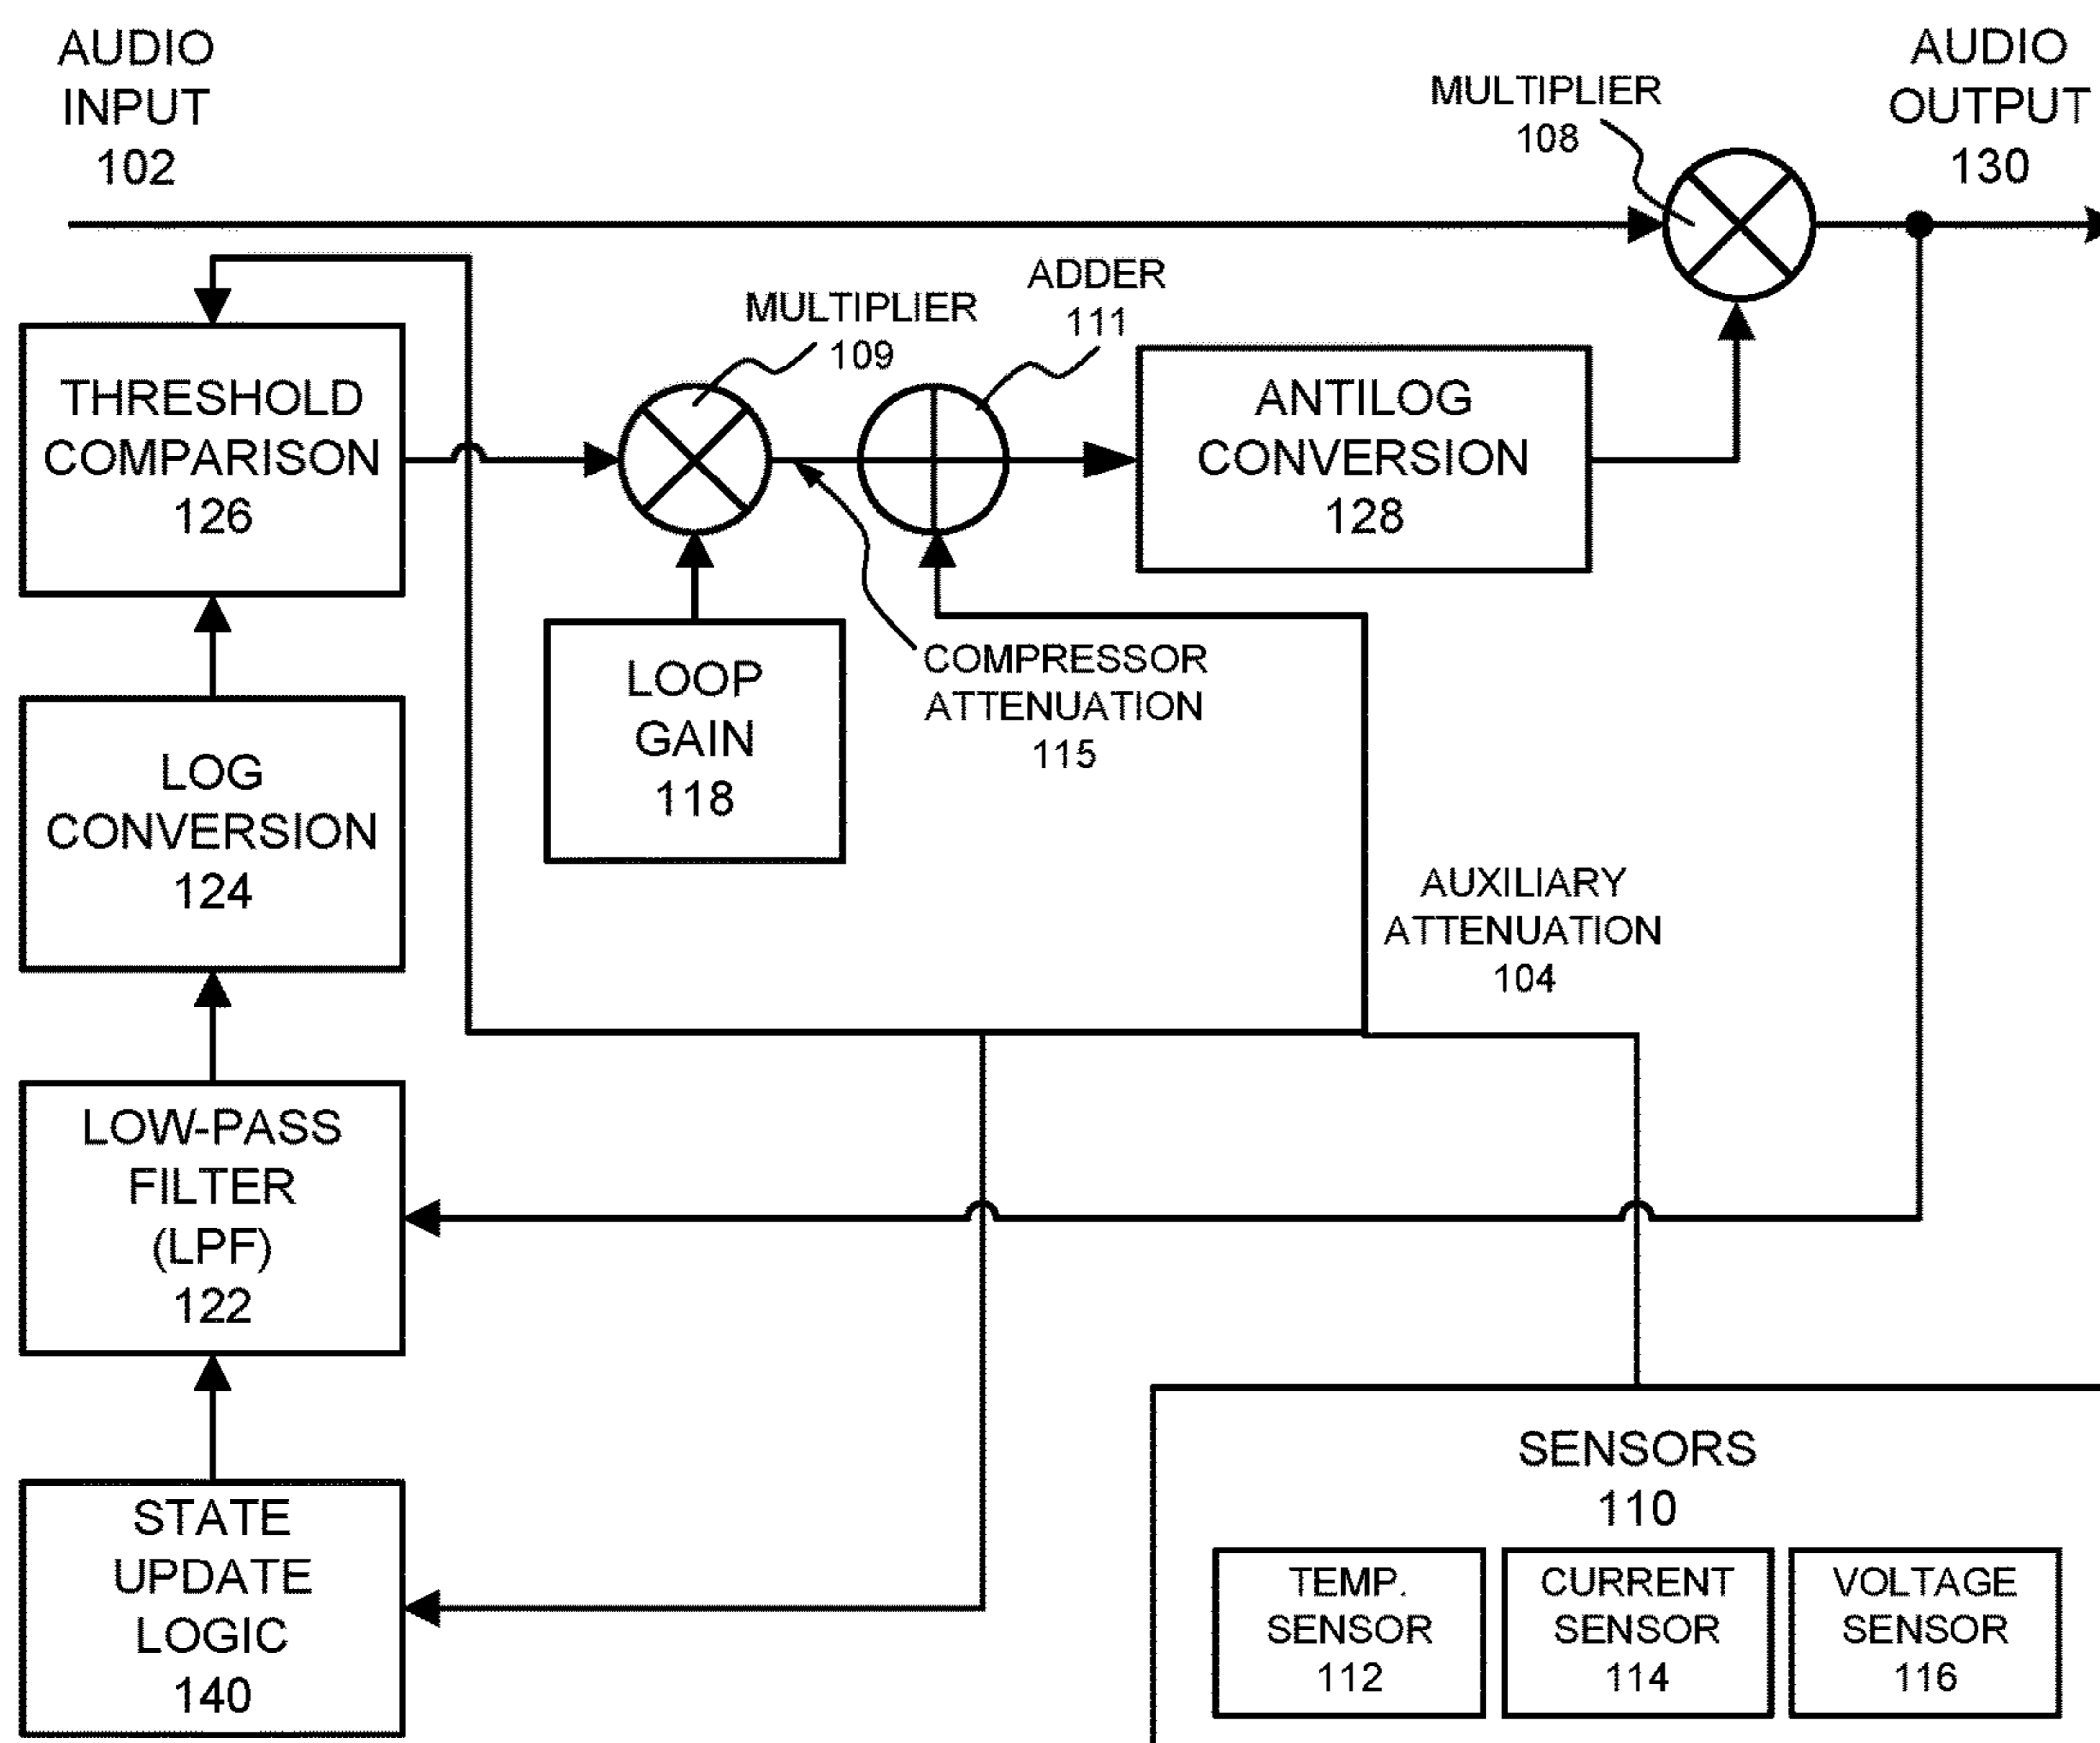 AUDIO
INPUT
102
MULTIPLIER
108
AUDIO
OUTPUT
130
THRESHOLD
COMPARISON
126
MULTIPLIER
109
ADDER
111
ANTILOG
CONVERSION
128
LOOP
GAIN
118
COMPRESSOR
ATTENUATION
115
LOG
CONVERSION
124
AUXILIARY
ATTENUATION
104
LOW-PASS
FILTER
(LPF)
122
STATE
UPDATE
LOGIC
140
SENSORS
110
TEMP.
SENSOR
112
CURRENT
SENSOR
114
VOLTAGE
SENSOR
116